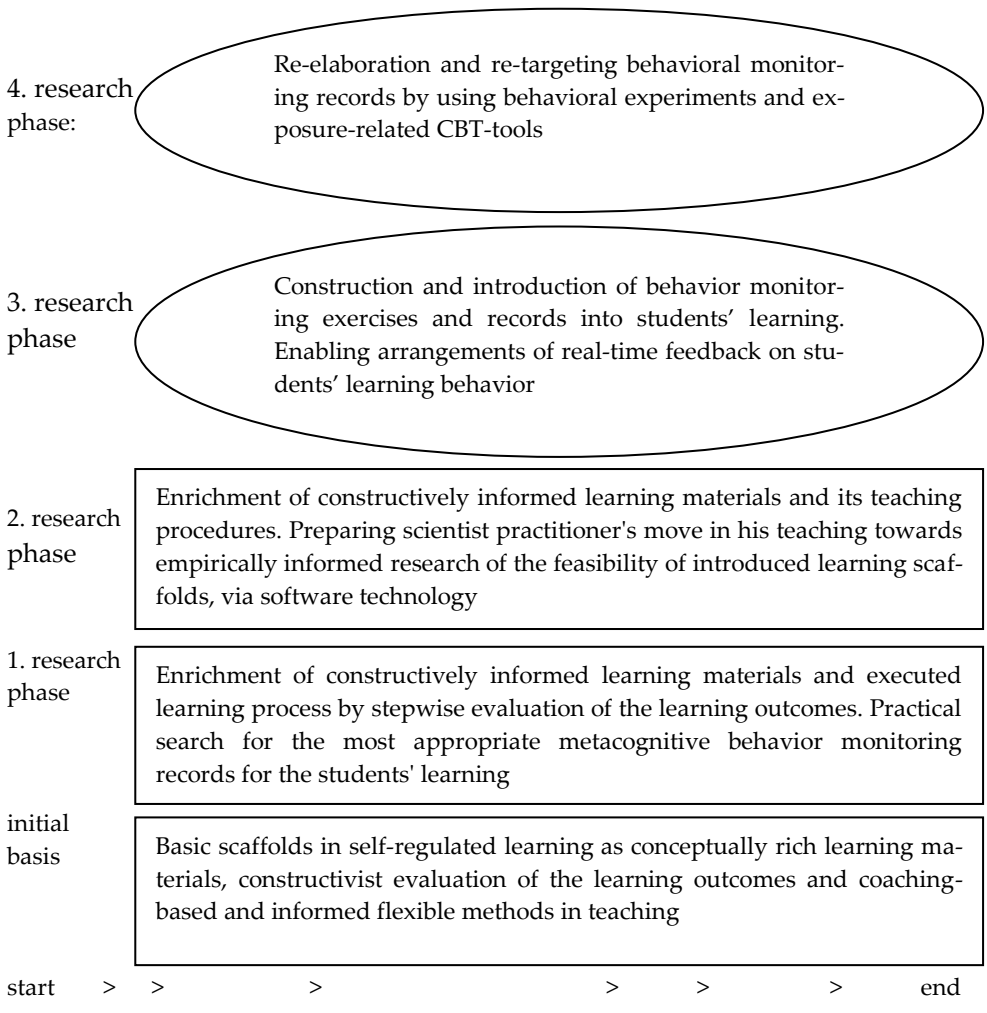 4. research
phase:
Re-elaboration and re-targeting behavioral monitor-
ing records by using behavioral experiments and ex-
posure-related CBT-tools
3. research
phase
Construction and introduction of behavior monitor-
ing exercises and records into students’ learning.
Enabling arrangements of real-time feedback on stu-
dents’ learning behavior
2. research
phase
Enrichment of constructively informed learning materials and its teaching
procedures. Preparing scientist practitioner's move in his teaching towards
empirically informed research of the feasibility of introduced learning scaf-
folds, via software technology
1. research
phase
Enrichment of constructively informed learning materials and executed
learning process by stepwise evaluation of the learning outcomes. Practical
search for the most appropriate metacognitive behavior monitoring
records for the students' learning
initial
basis
Basic scaffolds in self-regulated learning as conceptually rich learning ma-
terials, constructivist evaluation of the learning outcomes and coaching-
based and informed flexible methods in teaching
start > > > > > > end